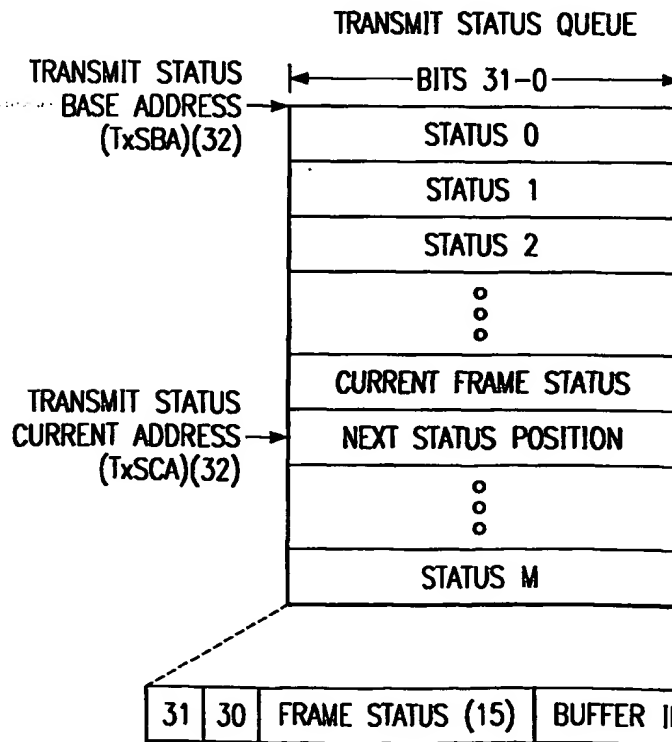 TRANSMIT STATUS QUEUE
BITS 31-0
TRANSMIT STATUS
BASE ADDRESS
(TxSBA)(32)
STATUS 0
STATUS 1
STATUS 2
CURRENT FRAME STATUS
TRANSMIT STATUS
CURRENT ADDRESS
(TxSCA)(32)
NEXT STATUS POSITION
STATUS M
31 30 FRAME STATUS (15) BUFFER